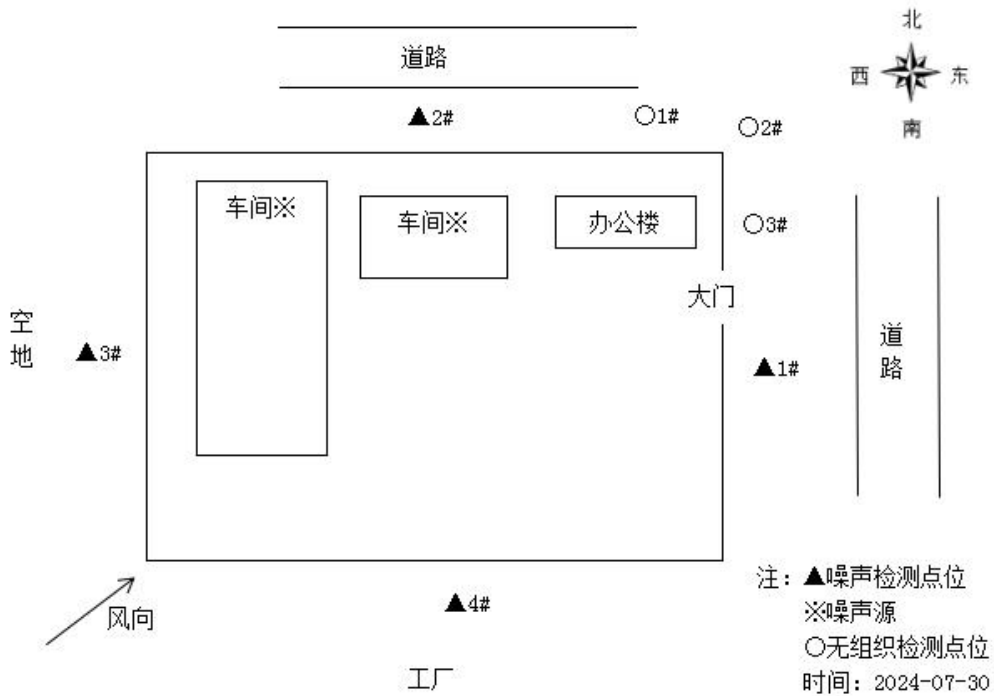 北
道路
西 东
▲2#
○1#
○2#
南
车间※
车间※
办公楼
○3#
大门
空地
▲3#
道路
▲1#
风向
▲4#
工厂
注：▲噪声检测点位
※噪声源
○无组织检测点位
时间：2024-07-30